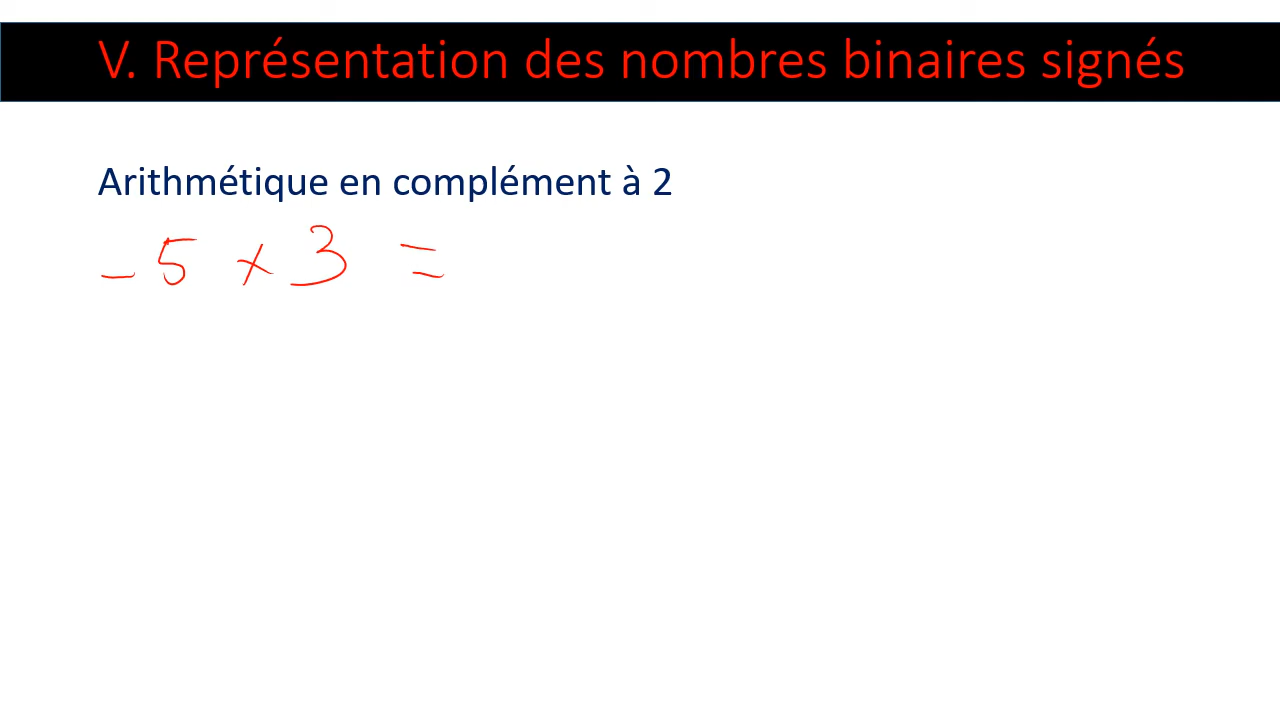 V. Représentation des nombres binaires signés
Arithmétique en complément à 2
- 5 × 3 =